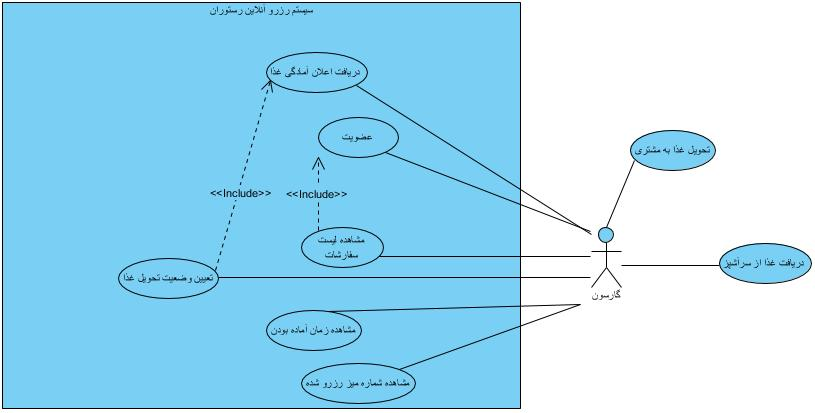 سیستم رزرو آنلاین رستوران
دریافت اعلان آمادگی غذا
عضویت
تحویل غذا به مشتری
<<Include>>
<<Include>>
مشاهده لیست
سفارشات
تعیین وضعیت تحویل غذا
دریافت غذا از سرآشپز
گارسون
مشاهده زمان آماده بودن
مشاهده شماره میز رزرو شده